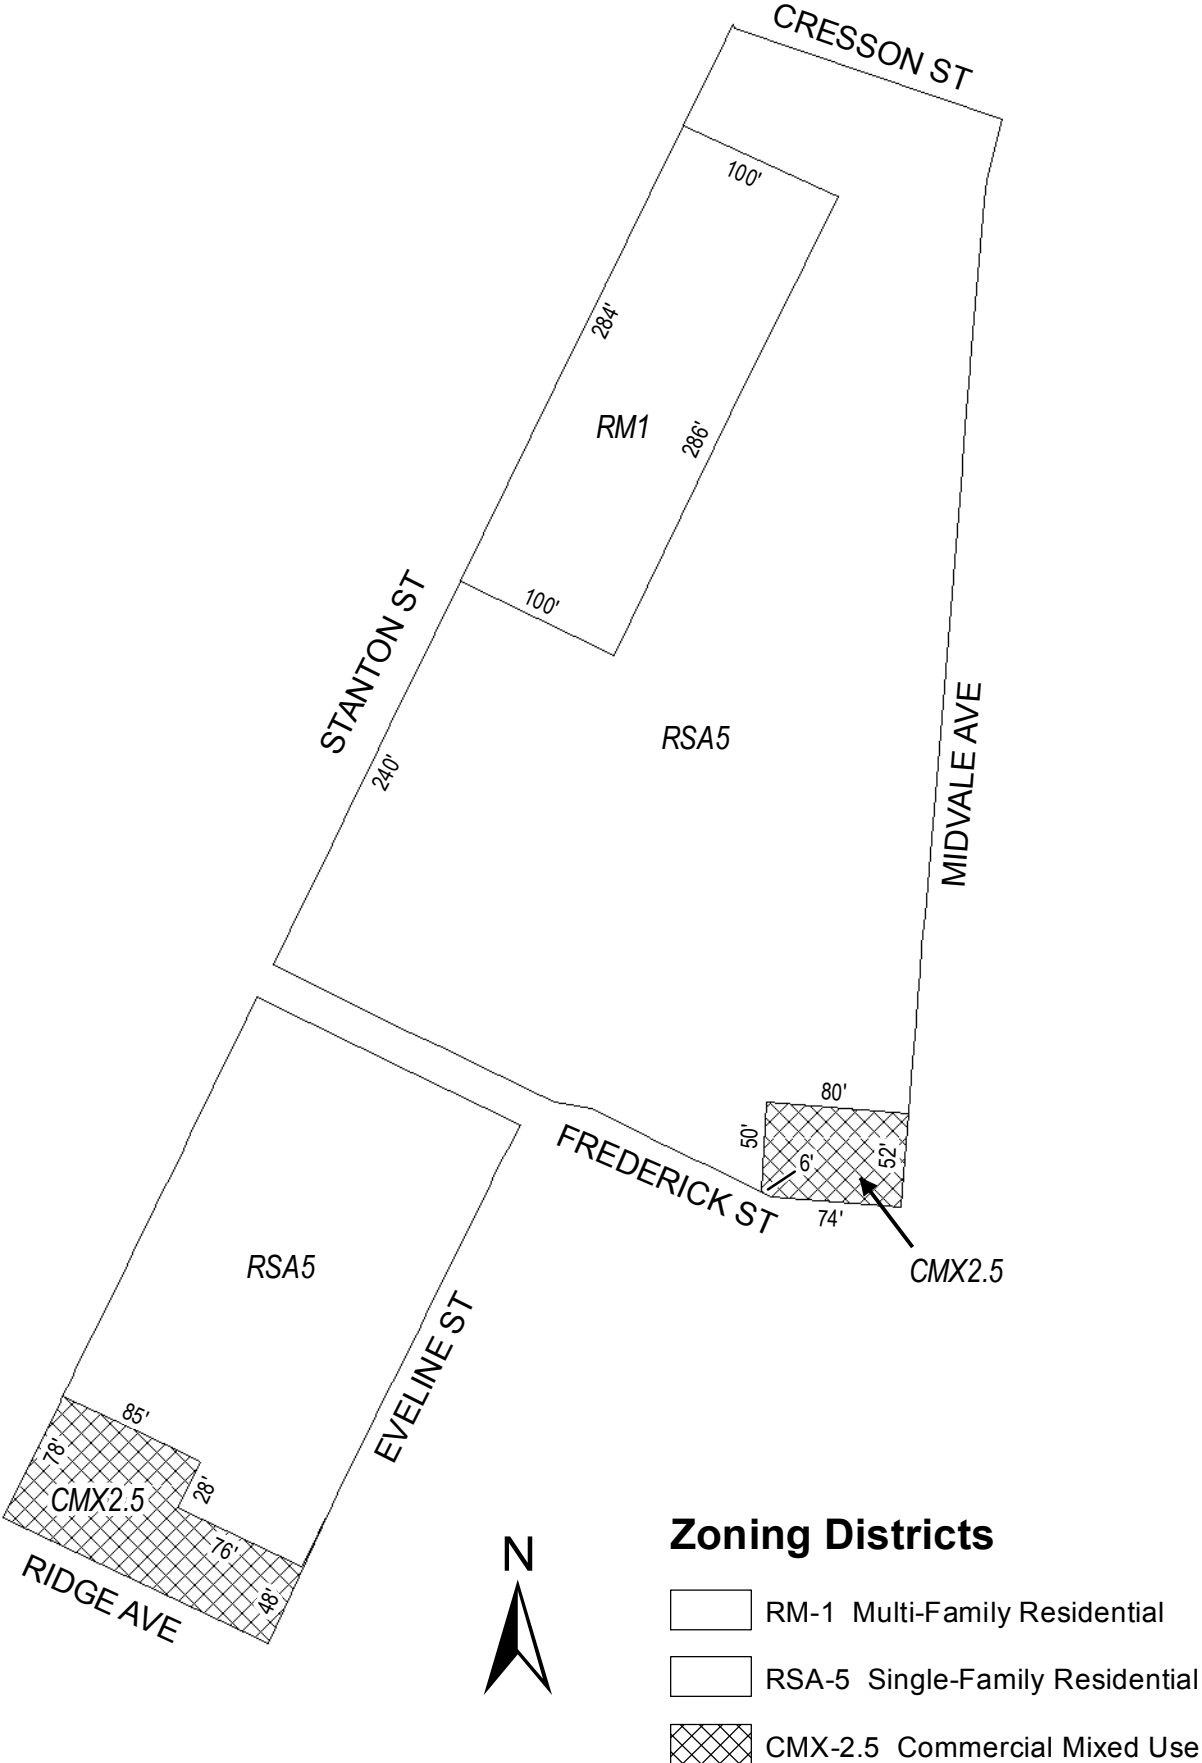 CRESSON ST
100'
284'
RM1
286'
100'
STANTON ST
240'
RSA5
MIDVALE AVE
80'
50'
6'
52'
74'
FREDERICK ST
CMX2.5
RSA5
EVELINE ST
85'
78'
28'
CMX2.5
76'
48'
RIDGE AVE
N
Zoning Districts
RM-1 Multi-Family Residential
RSA-5 Single-Family Residential
CMX-2.5 Commercial Mixed Use